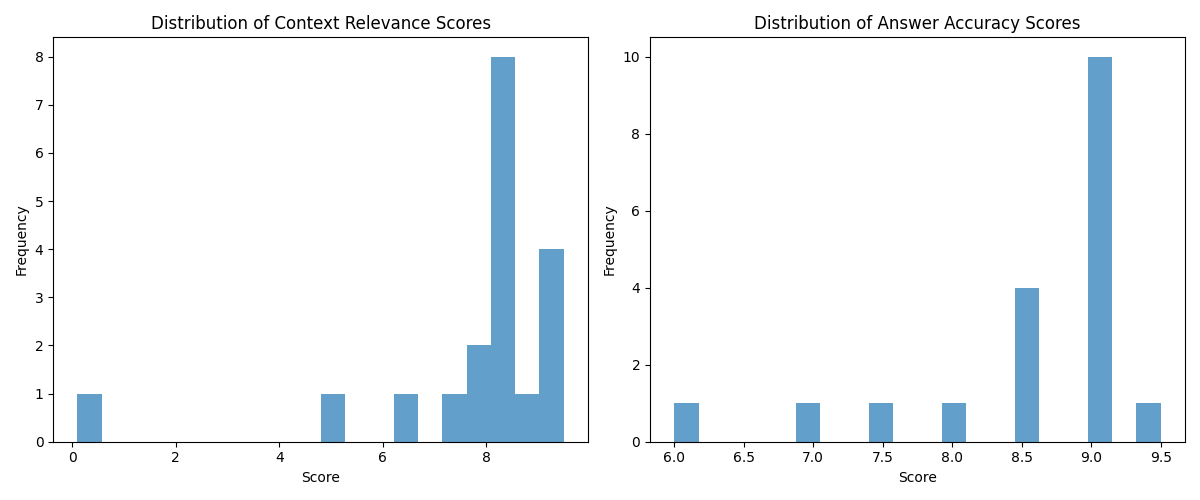 Distribution of Context Relevance Scores
Frequency
8
7
6
5
4
3
2
1
0
0 2 4 6 8
Score
Distribution of Answer Accuracy Scores
Frequency
10
8
6
4
2
0
6.0 6.5 7.0 7.5 8.0 8.5 9.0 9.5
Score